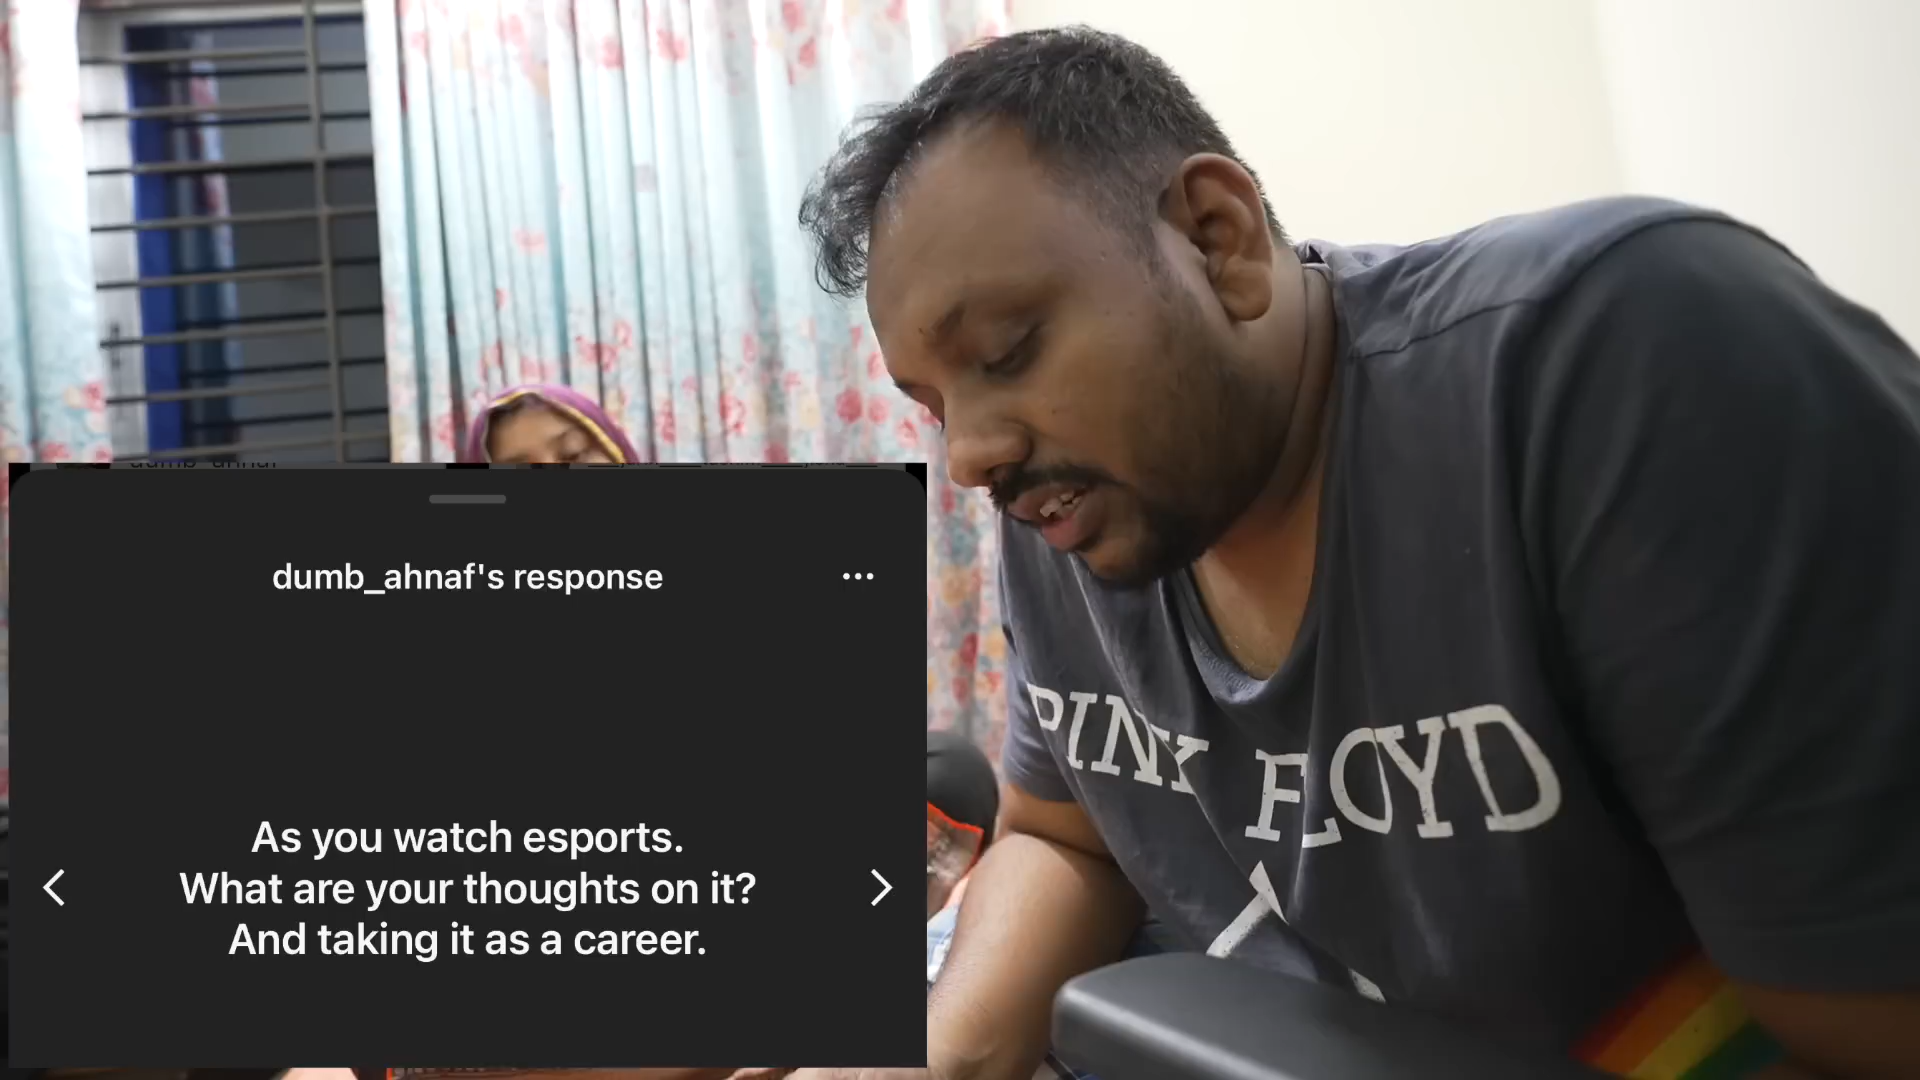 dumb_ahnaf's response
As you watch esports.
What are your thoughts on it?
And taking it as a career.
PINK FLOYD